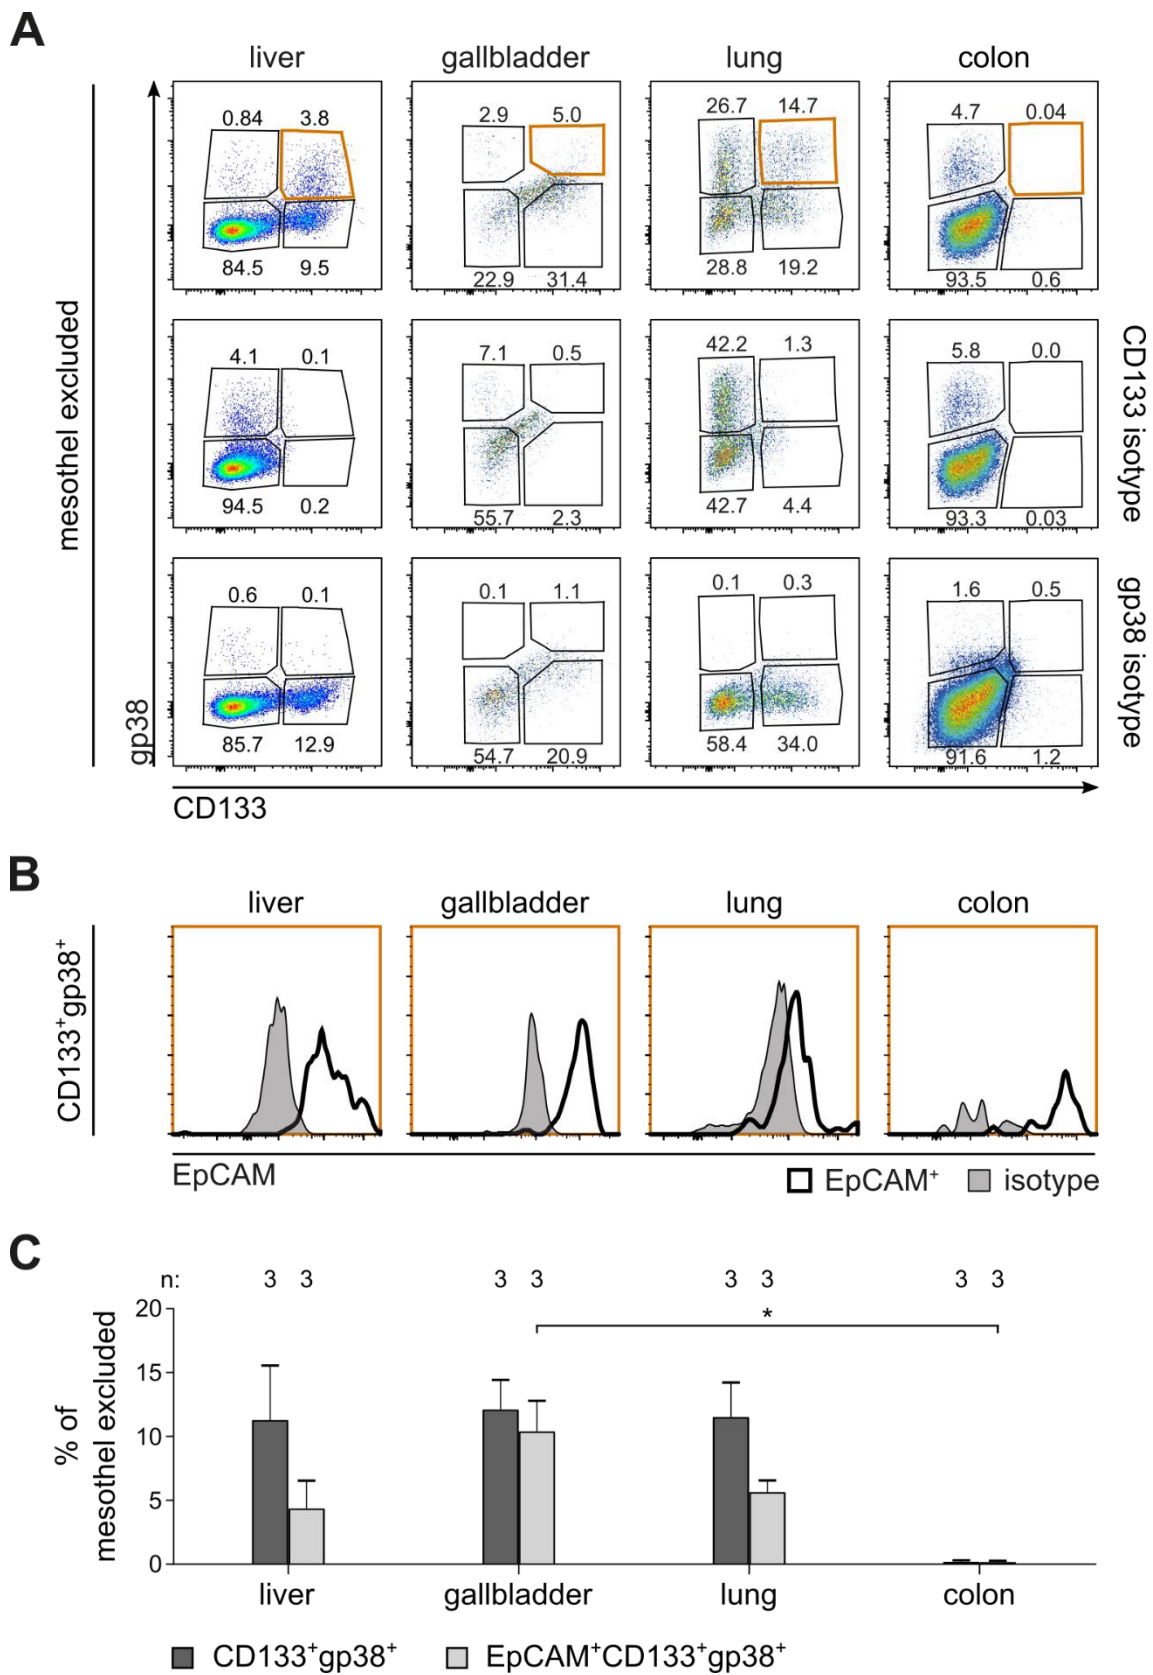 A
liver gallbladder lung colon
0.84 3.8 2.9 5.0 26.7 14.7 4.7 0.04
84.5 9.5 22.9 31.4 28.8 19.2 93.5 0.6
4.1 0.1 7.1 0.5 42.2 1.3 5.8 0.0
94.5 0.2 55.7 2.3 42.7 4.4 93.3 0.03
0.6 0.1 0.1 1.1 0.1 0.3 1.6 0.5
85.7 12.9 54.7 20.9 58.4 34.0 91.6 1.2
mesothel excluded
gp38
CD133 isotype
gp38 isotype
CD133
B
liver gallbladder lung colon
CD133⁺gp38⁺
EpCAM
EpCAM⁺ isotype
C
n: 3 3 3 3 3 3 3 3
*
% of
mesothel excluded
20
15
10
5
0
liver gallbladder lung colon
CD133⁺gp38⁺ EpCAM⁺CD133⁺gp38⁺